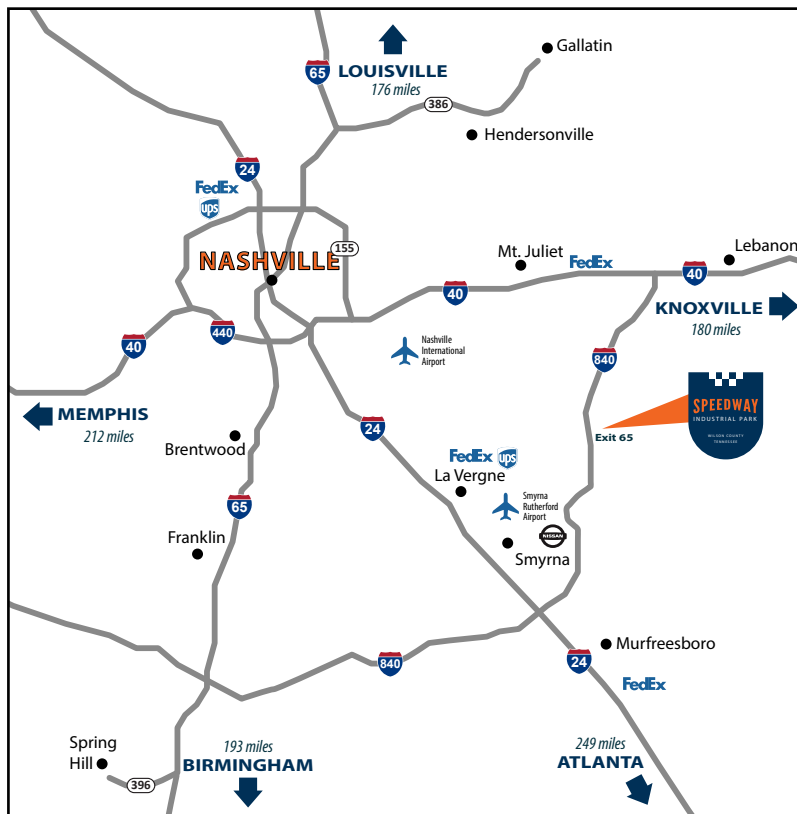 Gallatin
65
LOUISVILLE
176 miles
386
Hendersonville
24
FedEx
ups
155
NASHVILLE
Mt. Juliet
FedEx
Lebanon
40
40
KNOXVILLE
180 miles
440
40
Nashville
International
Airport
840
SPEEDWAY
INDUSTRIAL PARK
WILSON COUNTY
TENNESSEE
Exit 65
MEMPHIS
212 miles
24
Brentwood
FedEx
ups
La Vergne
65
Smyrna
Rutherford
Airport
NISSAN
Franklin
Smyrna
Murfreesboro
840
24
FedEx
Spring
Hill
396
193 miles
BIRMINGHAM
249 miles
ATLANTA